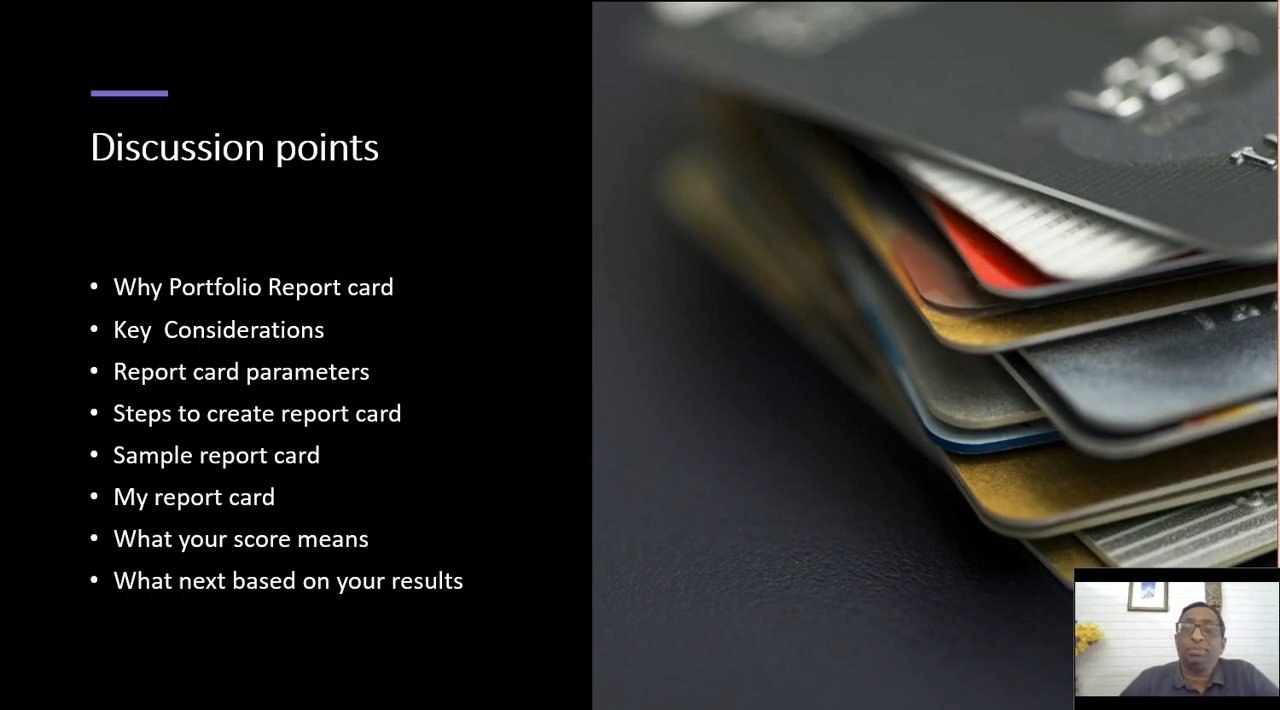 Discussion points
• Why Portfolio Report card
• Key  Considerations
• Report card parameters
• Steps to create report card
• Sample report card
• My report card
• What your score means
• What next based on your results